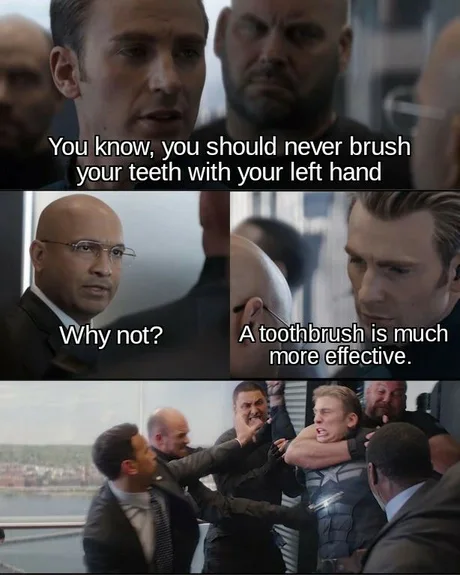 You know, you should never brush
your teeth with your left hand
Why not?
A toothbrush is much
more effective.